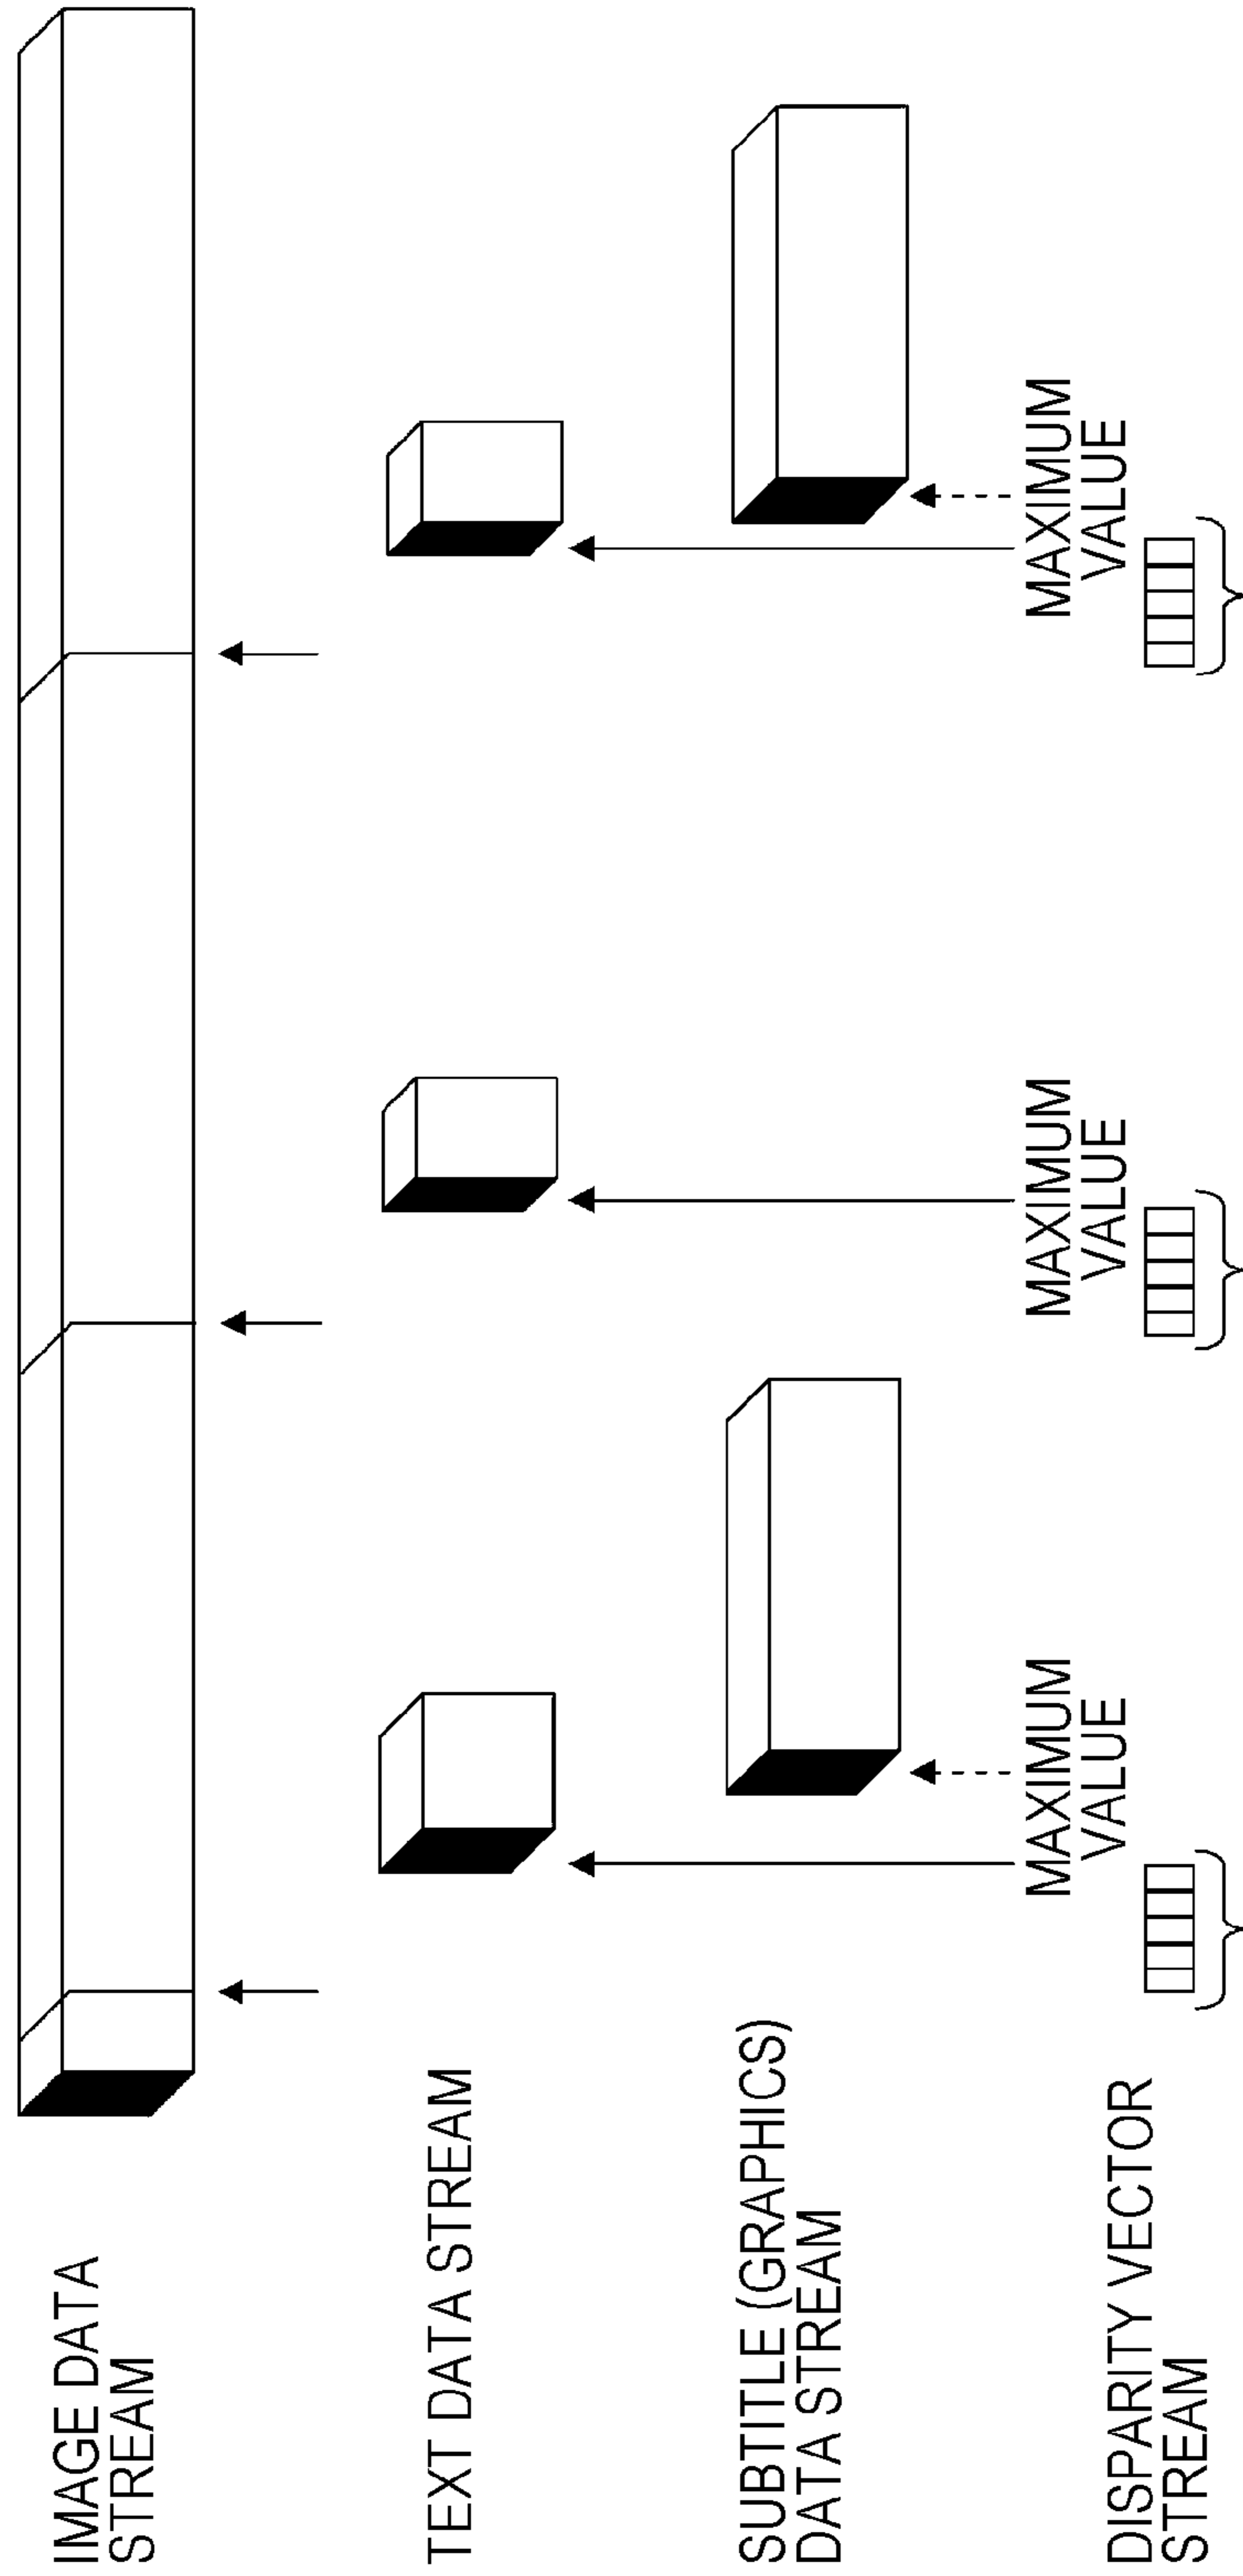 IMAGE DATA
STREAM
TEXT DATA STREAM
SUBTITLE (GRAPHICS)
DATA STREAM
DISPARITY VECTOR
STREAM
MAXIMUM
VALUE
MAXIMUM
VALUE
MAXIMUM
VALUE